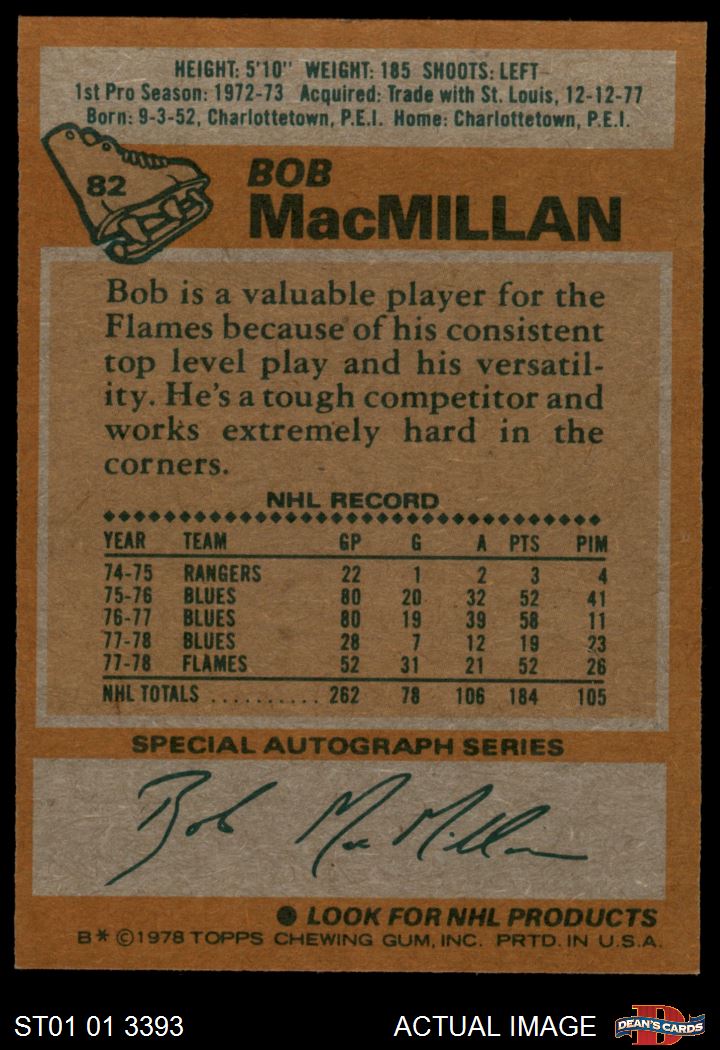 HEIGHT: 5'10" WEIGHT: 185 SHOOTS: LEFT
1st Pro Season: 1972-73 Acquired: Trade with St. Louis, 12-12-77
Born: 9-3-52, Charlottetown, P.E.I. Home: Charlottetown, P.E.I.
82
BOB
MacMILLAN
Bob is a valuable player for the
Flames because of his consistent
top level play and his versatil-
ity. He's a tough competitor and
works extremely hard in the
corners.
NHL RECORD
YEAR TEAM GP G A PTS PIM
74-75 RANGERS 22 1 2 3 4
75-76 BLUES 80 20 32 52 41
76-77 BLUES 80 19 39 58 11
77-78 BLUES 28 7 12 19 23
77-78 FLAMES 52 31 21 52 26
NHL TOTALS .......... 262 78 106 184 105
SPECIAL AUTOGRAPH SERIES
Bob MacMillan
● LOOK FOR NHL PRODUCTS
B* ©1978 TOPPS CHEWING GUM, INC. PRTD. IN U.S.A.
ST01 01 3393 ACTUAL IMAGE D DEAN'S CARDS